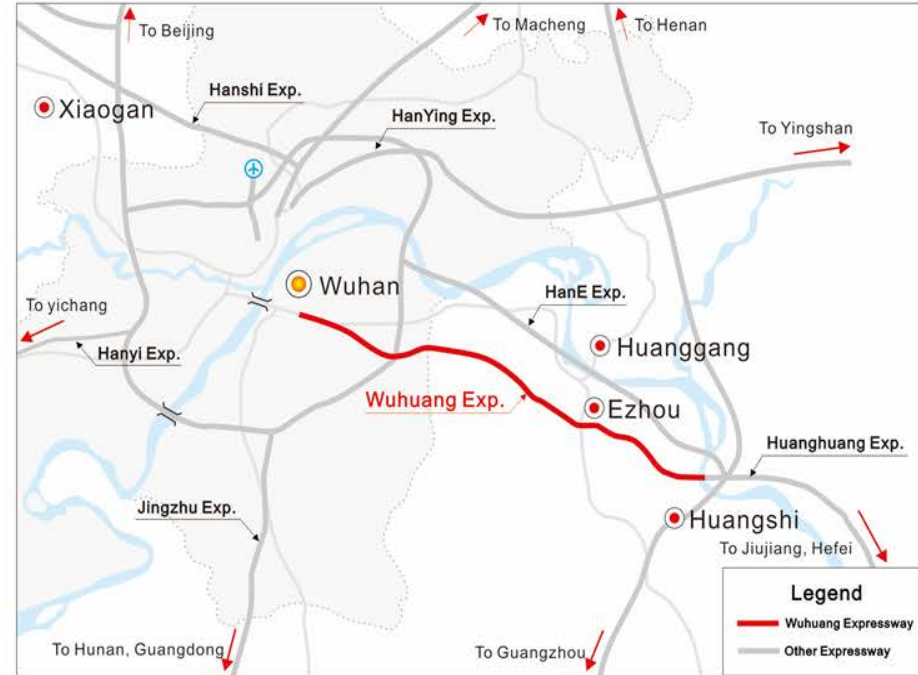 To Beijing
To Macheng
To Henan
Hanshi Exp.
Xiaogan
HanYing Exp.
To Yingshan
Wuhan
HanE Exp.
To yichang
Hanyi Exp.
Huanggang
Wuhuang Exp.
Ezhou
Huanghuang Exp.
Jingzhu Exp.
Huangshi
To Jiujiang, Hefei
Legend
Wuhuang Expressway
Other Expressway
To Hunan, Guangdong
To Guangzhou